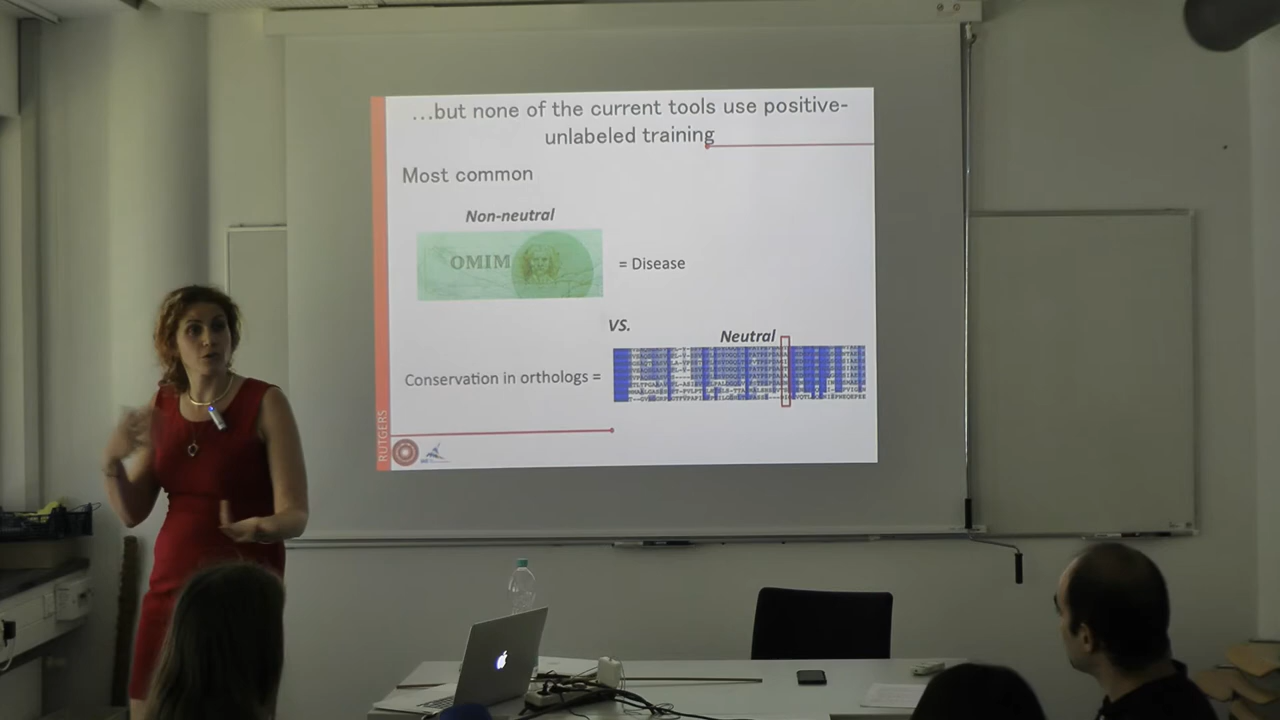 ...but none of the current tools use positive-
unlabeled training
Most common
Non-neutral
OMIM
= Disease
VS.
Neutral
Conservation in orthologs =
RUTGERS